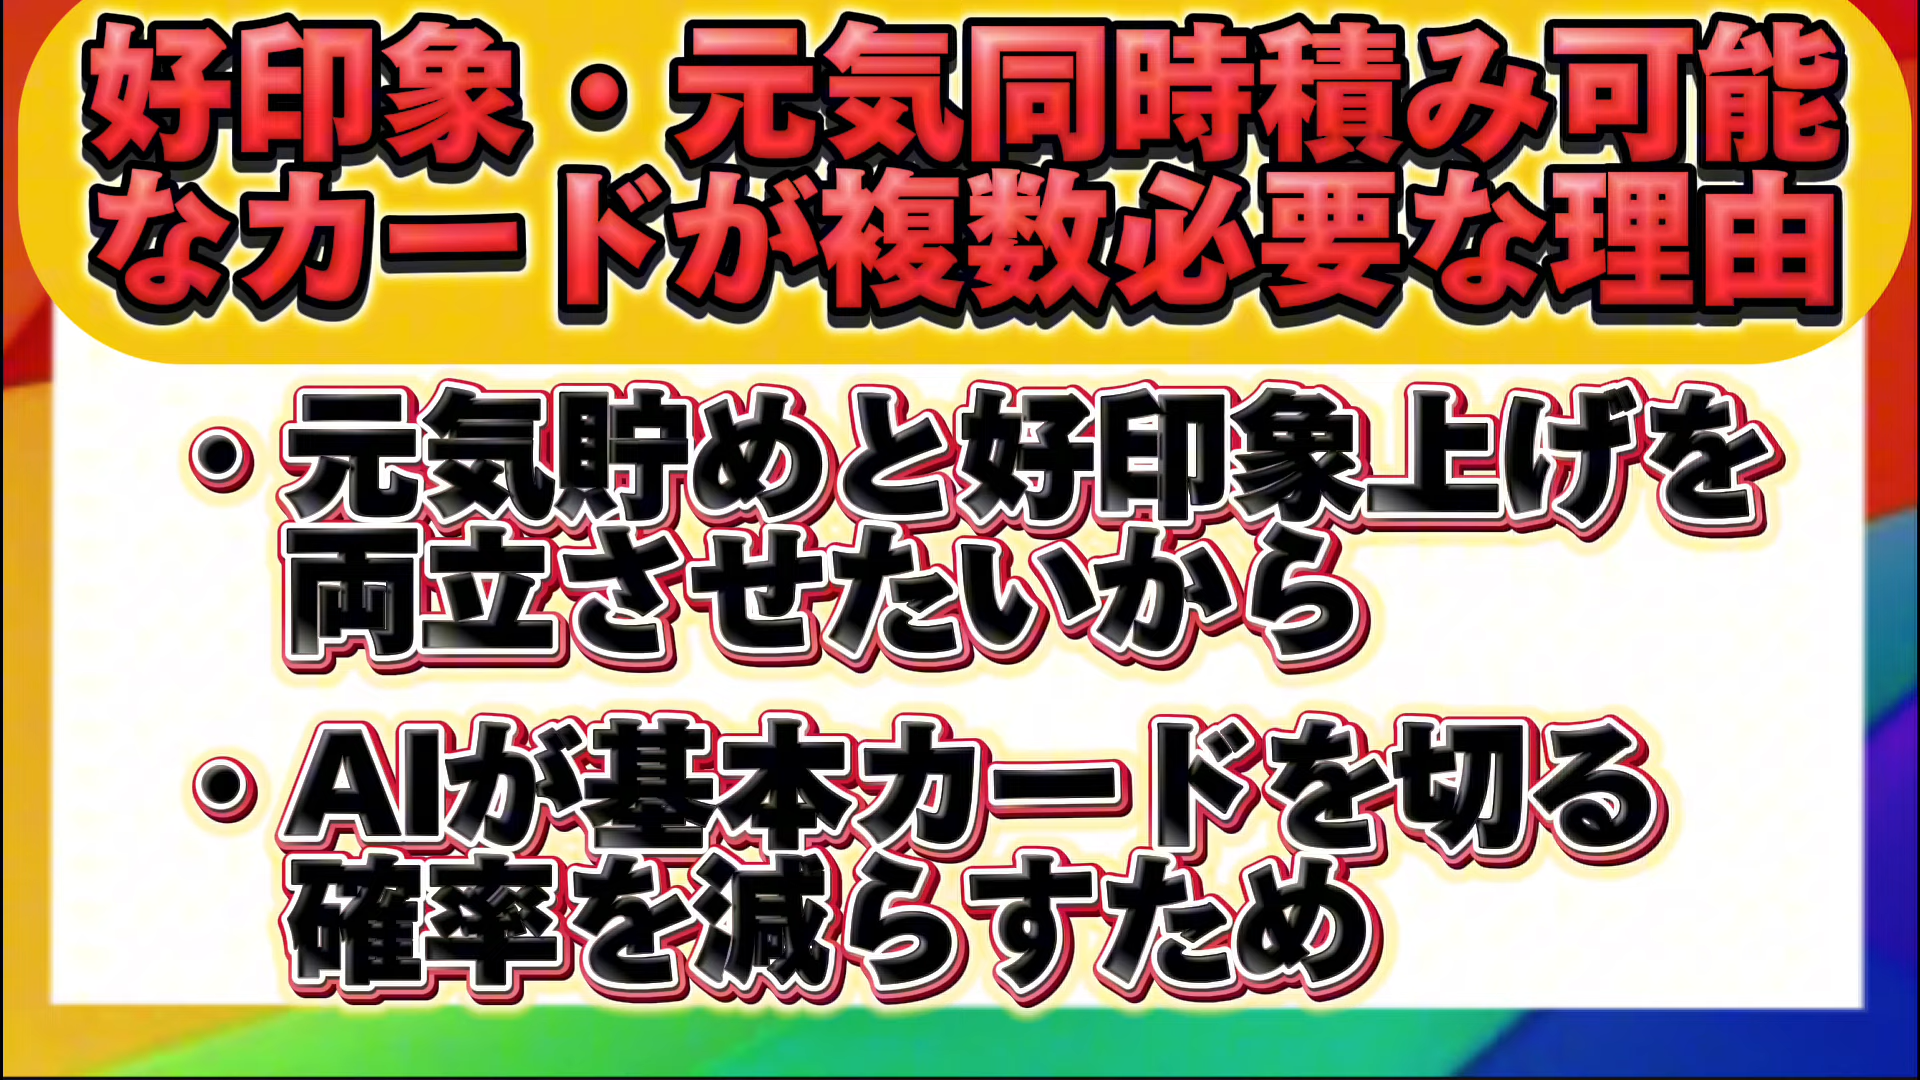 好印象・元気同時積み可能
なカードが複数必要な理由
・元気貯めと好印象上げを
両立させたいから
・AIが基本カードを切る
確率を減らすため